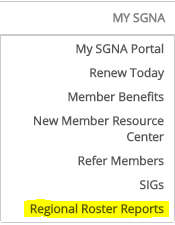 MY SGNA
My SGNA Portal
Renew Today
Member Benefits
New Member Resource
Center
Refer Members
SIGs
Regional Roster Reports